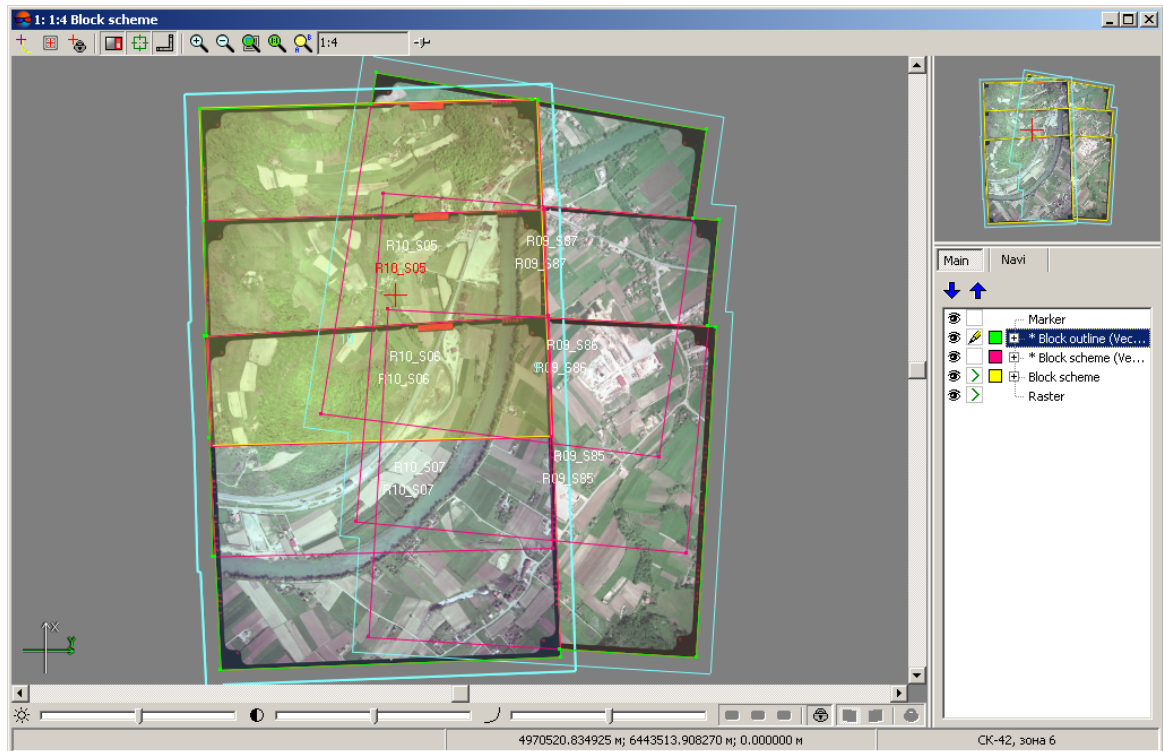 1: 1:4 Block scheme
1:4
R10_S05
R10_S05
R09_S87
R09_S87
R10_S06
R10_S06
R09_S86
R09_S86
R10_S07
R10_S07
R09_S85
R09_S85
X
Y
Main
Navi
Marker
* Block outline (Vec...
* Block scheme (Ve...
Block scheme
Raster
4970520.834925 м; 6443513.908270 м; 0.000000 м
СК-42, зона 6